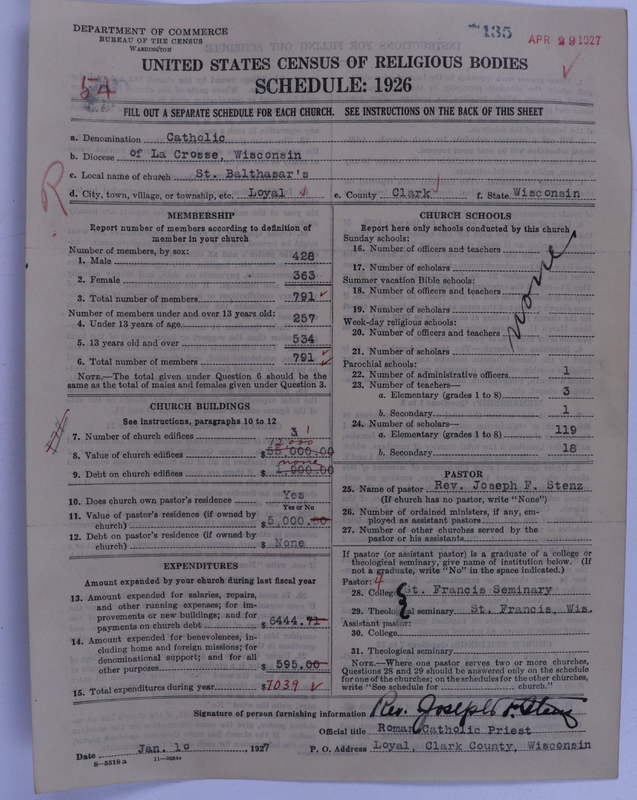 DEPARTMENT OF COMMERCE
BUREAU OF THE CENSUS
WASHINGTON
135
APR 29 1927
UNITED STATES CENSUS OF RELIGIOUS BODIES
SCHEDULE: 1926
54
FILL OUT A SEPARATE SCHEDULE FOR EACH CHURCH. SEE INSTRUCTIONS ON THE BACK OF THIS SHEET
a. Denomination Catholic
b. Diocese of La Crosse, Wisconsin
c. Local name of church St. Balthasar's
d. City, town, village, or township, etc. Loyal e. County Clark f. State Wisconsin
R
MEMBERSHIP
Report number of members according to definition of
member in your church
Number of members, by sex:
1. Male 428
2. Female 363
3. Total number of members 791
Number of members under and over 13 years old:
4. Under 13 years of age 257
5. 13 years old and over 534
6. Total number of members 791
NOTE.—The total given under Question 6 should be
the same as the total of males and females given under Question 3.
CHURCH BUILDINGS
See instructions, paragraphs 10 to 12
7. Number of church edifices 3 1
72000
8. Value of church edifices $55,000.00
none
9. Debt on church edifices $1,900.00
10. Does church own pastor's residence Yes
Yes or No
11. Value of pastor's residence (if owned by
church) $5,000.00
12. Debt on pastor's residence (if owned by
church) $ None
EXPENDITURES
Amount expended by your church during last fiscal year
13. Amount expended for salaries, repairs,
and other running expenses; for im-
provements or new buildings; and for
payments on church debt $6444.71
14. Amount expended for benevolences, in-
cluding home and foreign missions; for
denominational support; and for all
other purposes $ 595.00
15. Total expenditures during year $7039
CHURCH SCHOOLS
Report here only schools conducted by this church
Sunday schools:
16. Number of officers and teachers
17. Number of scholars
Summer vacation Bible schools:
18. Number of officers and teachers
19. Number of scholars
Week-day religious schools:
20. Number of officers and teachers
21. Number of scholars
none
Parochial schools:
22. Number of administrative officers 1
23. Number of teachers—
a. Elementary (grades 1 to 8) 3
b. Secondary 1
24. Number of scholars—
a. Elementary (grades 1 to 8) 119
b. Secondary 18
PASTOR
25. Name of pastor Rev. Joseph F. Stenz
(If church has no pastor, write "None")
26. Number of ordained ministers, if any, em-
ployed as assistant pastors
27. Number of other churches served by the
pastor or his assistants
If pastor (or assistant pastor) is a graduate of a college or
theological seminary, give name of institution below. (If
not a graduate, write "No" in the space indicated.)
Pastor: 4
28. College St. Francis Seminary
29. Theological seminary St. Francis, Wis.
Assistant pastor:
30. College
31. Theological seminary
NOTE.—Where one pastor serves two or more churches,
Questions 28 and 29 should be answered only on the schedule
for one of the churches; on the schedules for the other churches,
write "See schedule for church."
Signature of person furnishing information Rev. Joseph F. Stenz
Official title Roman Catholic Priest
Date Jan. 10, 1927 P. O. Address Loyal, Clark County, Wisconsin
8—5518 a